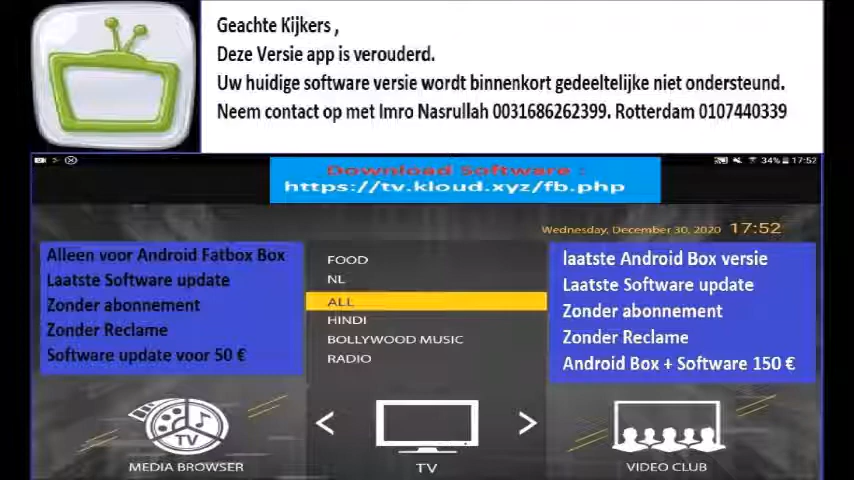 Geachte Kijkers ,
Deze Versie app is verouderd.
Uw huidige software versie wordt binnenkort gedeeltelijke niet ondersteund.
Neem contact op met Imro Nasrullah 0031686262399. Rotterdam 0107440339
34% 17:52
Download Software :
https://tv.kloud.xyz/fb.php
Wednesday, December 30, 2020 17:52
Alleen voor Android Fatbox Box
Laatste Software update
Zonder abonnement
Zonder Reclame
Software update voor 50 €
FOOD
NL
ALL
HINDI
BOLLYWOOD MUSIC
RADIO
laatste Android Box versie
Laatste Software update
Zonder abonnement
Zonder Reclame
Android Box + Software 150 €
TV
MEDIA BROWSER
TV
VIDEO CLUB